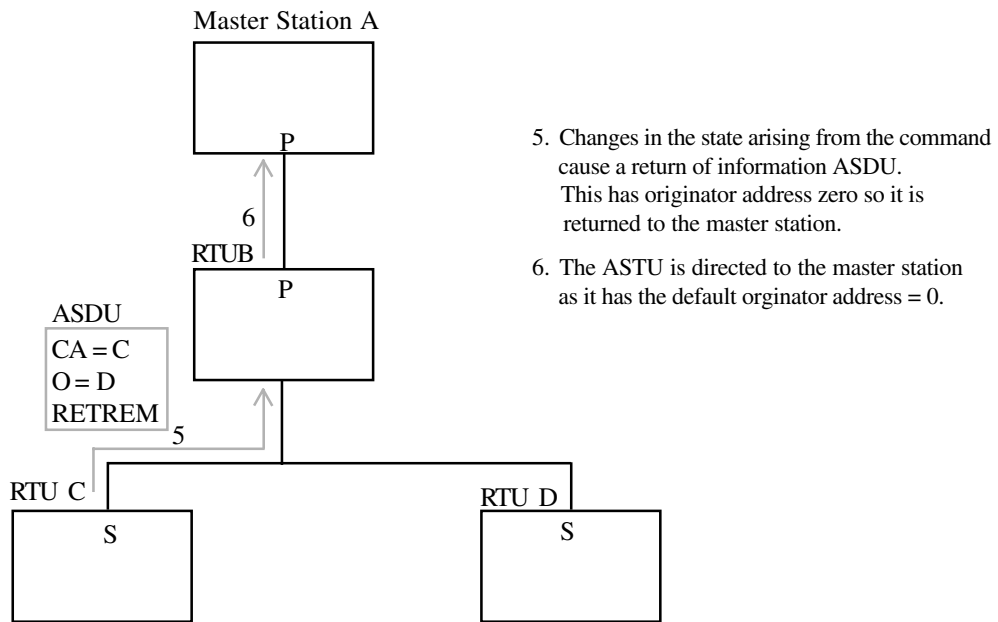 Master Station A
P
6
RTUB
P
5. Changes in the state arising from the command
cause a return of information ASDU.
This has originator address zero so it is
returned to the master station.
6. The ASTU is directed to the master station
as it has the default orginator address = 0.
ASDU
CA = C
O = D
RETREM
5
RTU C
S
RTU D
S